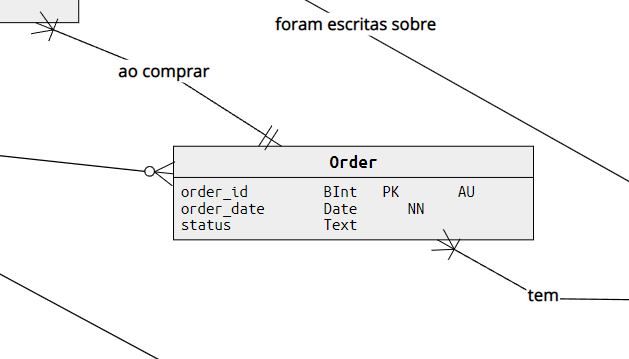 foram escritas sobre
ao comprar
Order
order_id BInt PK AU
order_date Date NN
status Text
tem